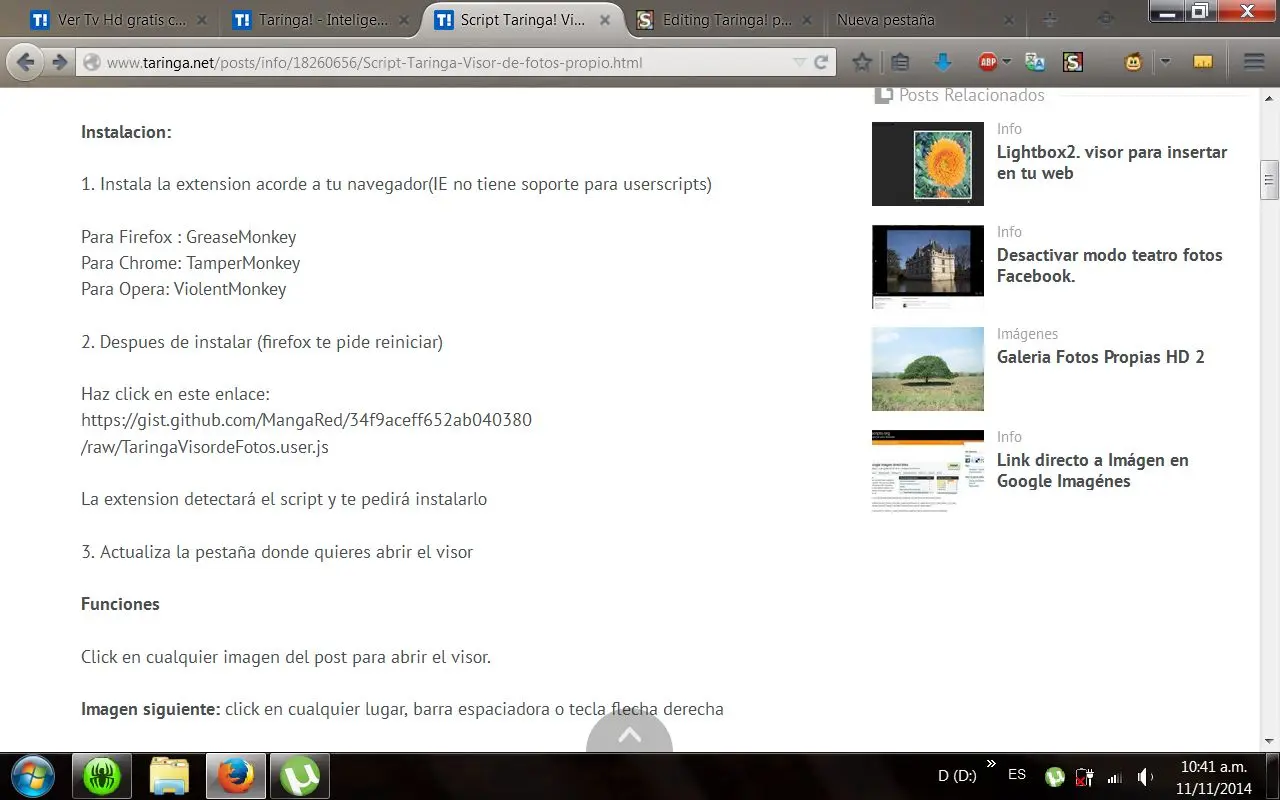 Ver Tv Hd gratis c...
Taringa! - Intelige...
Script Taringa! Vi...
Editing Taringa! p...
Nueva pestaña
www.taringa.net/posts/info/18260656/Script-Taringa-Visor-de-fotos-propio.html
ABP
Instalacion:
1. Instala la extension acorde a tu navegador(IE no tiene soporte para userscripts)
Para Firefox : GreaseMonkey
Para Chrome: TamperMonkey
Para Opera: ViolentMonkey
2. Despues de instalar (firefox te pide reiniciar)
Haz click en este enlace:
https://gist.github.com/MangaRed/34f9aceff652ab040380
/raw/TaringaVisordeFotos.user.js
La extension detectará el script y te pedirá instalarlo
3. Actualiza la pestaña donde quieres abrir el visor
Funciones
Click en cualquier imagen del post para abrir el visor.
Imagen siguiente: click en cualquier lugar, barra espaciadora o tecla flecha derecha
Posts Relacionados
Info
Lightbox2. visor para insertar
en tu web
Info
Desactivar modo teatro fotos
Facebook.
Imágenes
Galeria Fotos Propias HD 2
Info
Link directo a Imágen en
Google Imagénes
D (D:)
»
ES
10:41 a.m.
11/11/2014